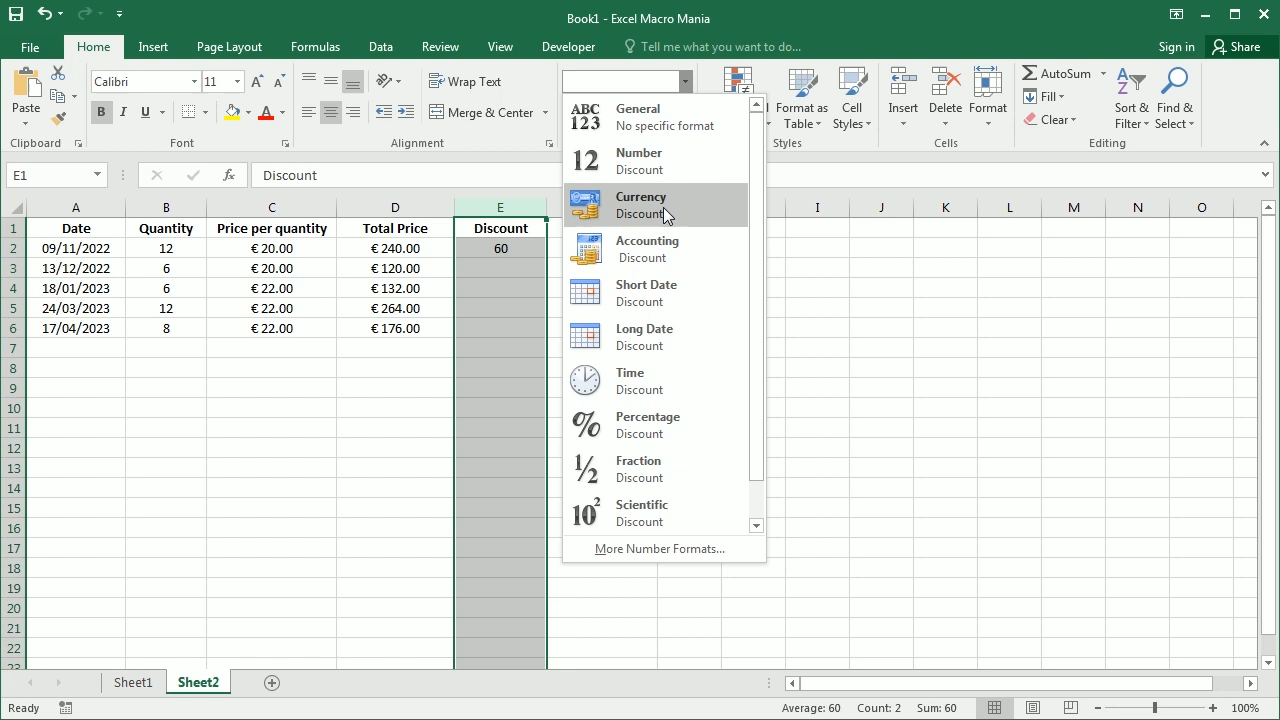 Book1 - Excel Macro Mania
File Home Insert Page Layout Formulas Data Review View Developer Tell me what you want to do... Sign in Share
Paste
Clipboard
Calibri 11
B I U
Font
Wrap Text
Merge & Center
Alignment
Format as Table
Cell Styles
Styles
Insert Delete Format
Cells
AutoSum
Fill
Clear
Sort & Filter
Find & Select
Editing
ABC 123 General
No specific format
12 Number
Discount
Currency
Discount
Accounting
Discount
Short Date
Discount
Long Date
Discount
Time
Discount
% Percentage
Discount
1/2 Fraction
Discount
10² Scientific
Discount
More Number Formats...
E1 fx Discount
A B C D E I J K L M N O
1 Date Quantity Price per quantity Total Price Discount
2 09/11/2022 12 € 20.00 € 240.00 60
3 13/12/2022 6 € 20.00 € 120.00
4 18/01/2023 6 € 22.00 € 132.00
5 24/03/2023 12 € 22.00 € 264.00
6 17/04/2023 8 € 22.00 € 176.00
7
8
9
10
11
12
13
14
15
16
17
18
19
20
21
22
23
Sheet1 Sheet2
Ready Average: 60 Count: 2 Sum: 60 100%